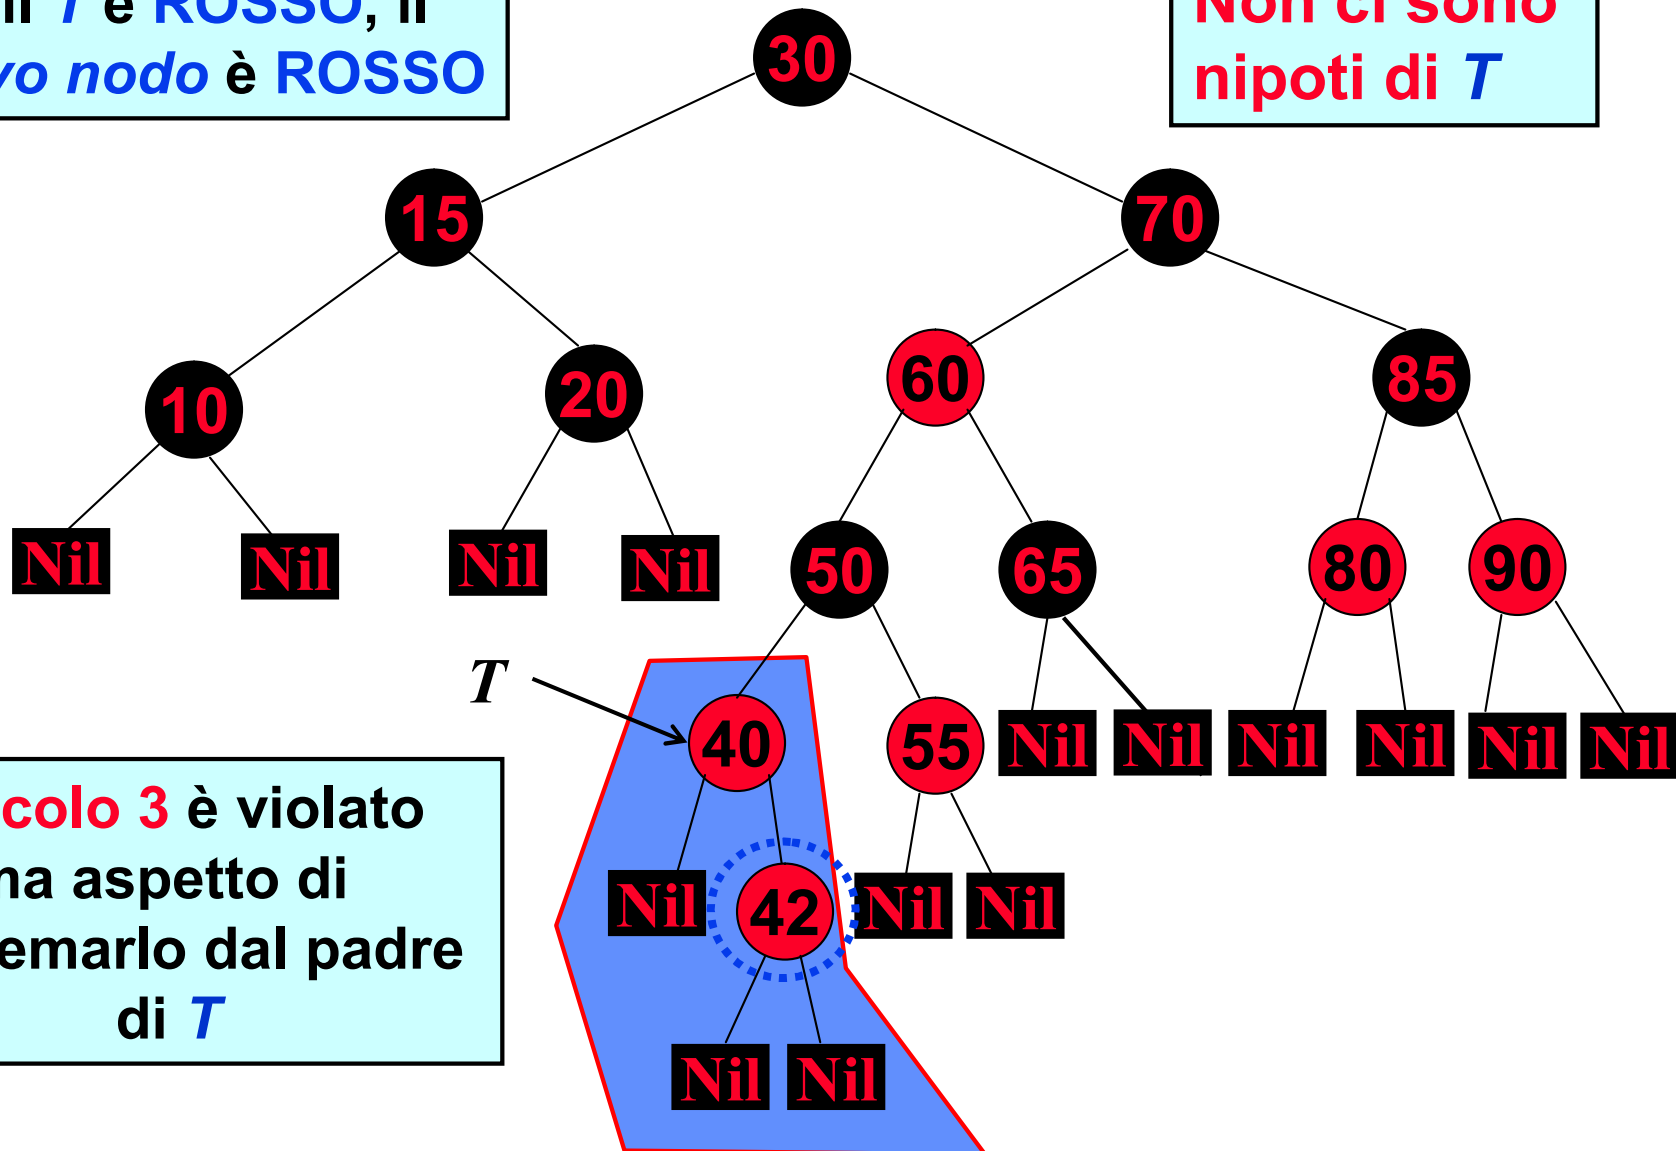 il T è ROSSO, il
vo nodo è ROSSO
Non ci sono
nipoti di T
30
15
70
10
20
60
85
Nil
Nil
Nil
Nil
50
65
80
90
T
40
55
Nil
Nil
Nil
Nil
Nil
Nil
colo 3 è violato
ma aspetto di
emarlo dal padre
di T
Nil
42
Nil
Nil
Nil
Nil